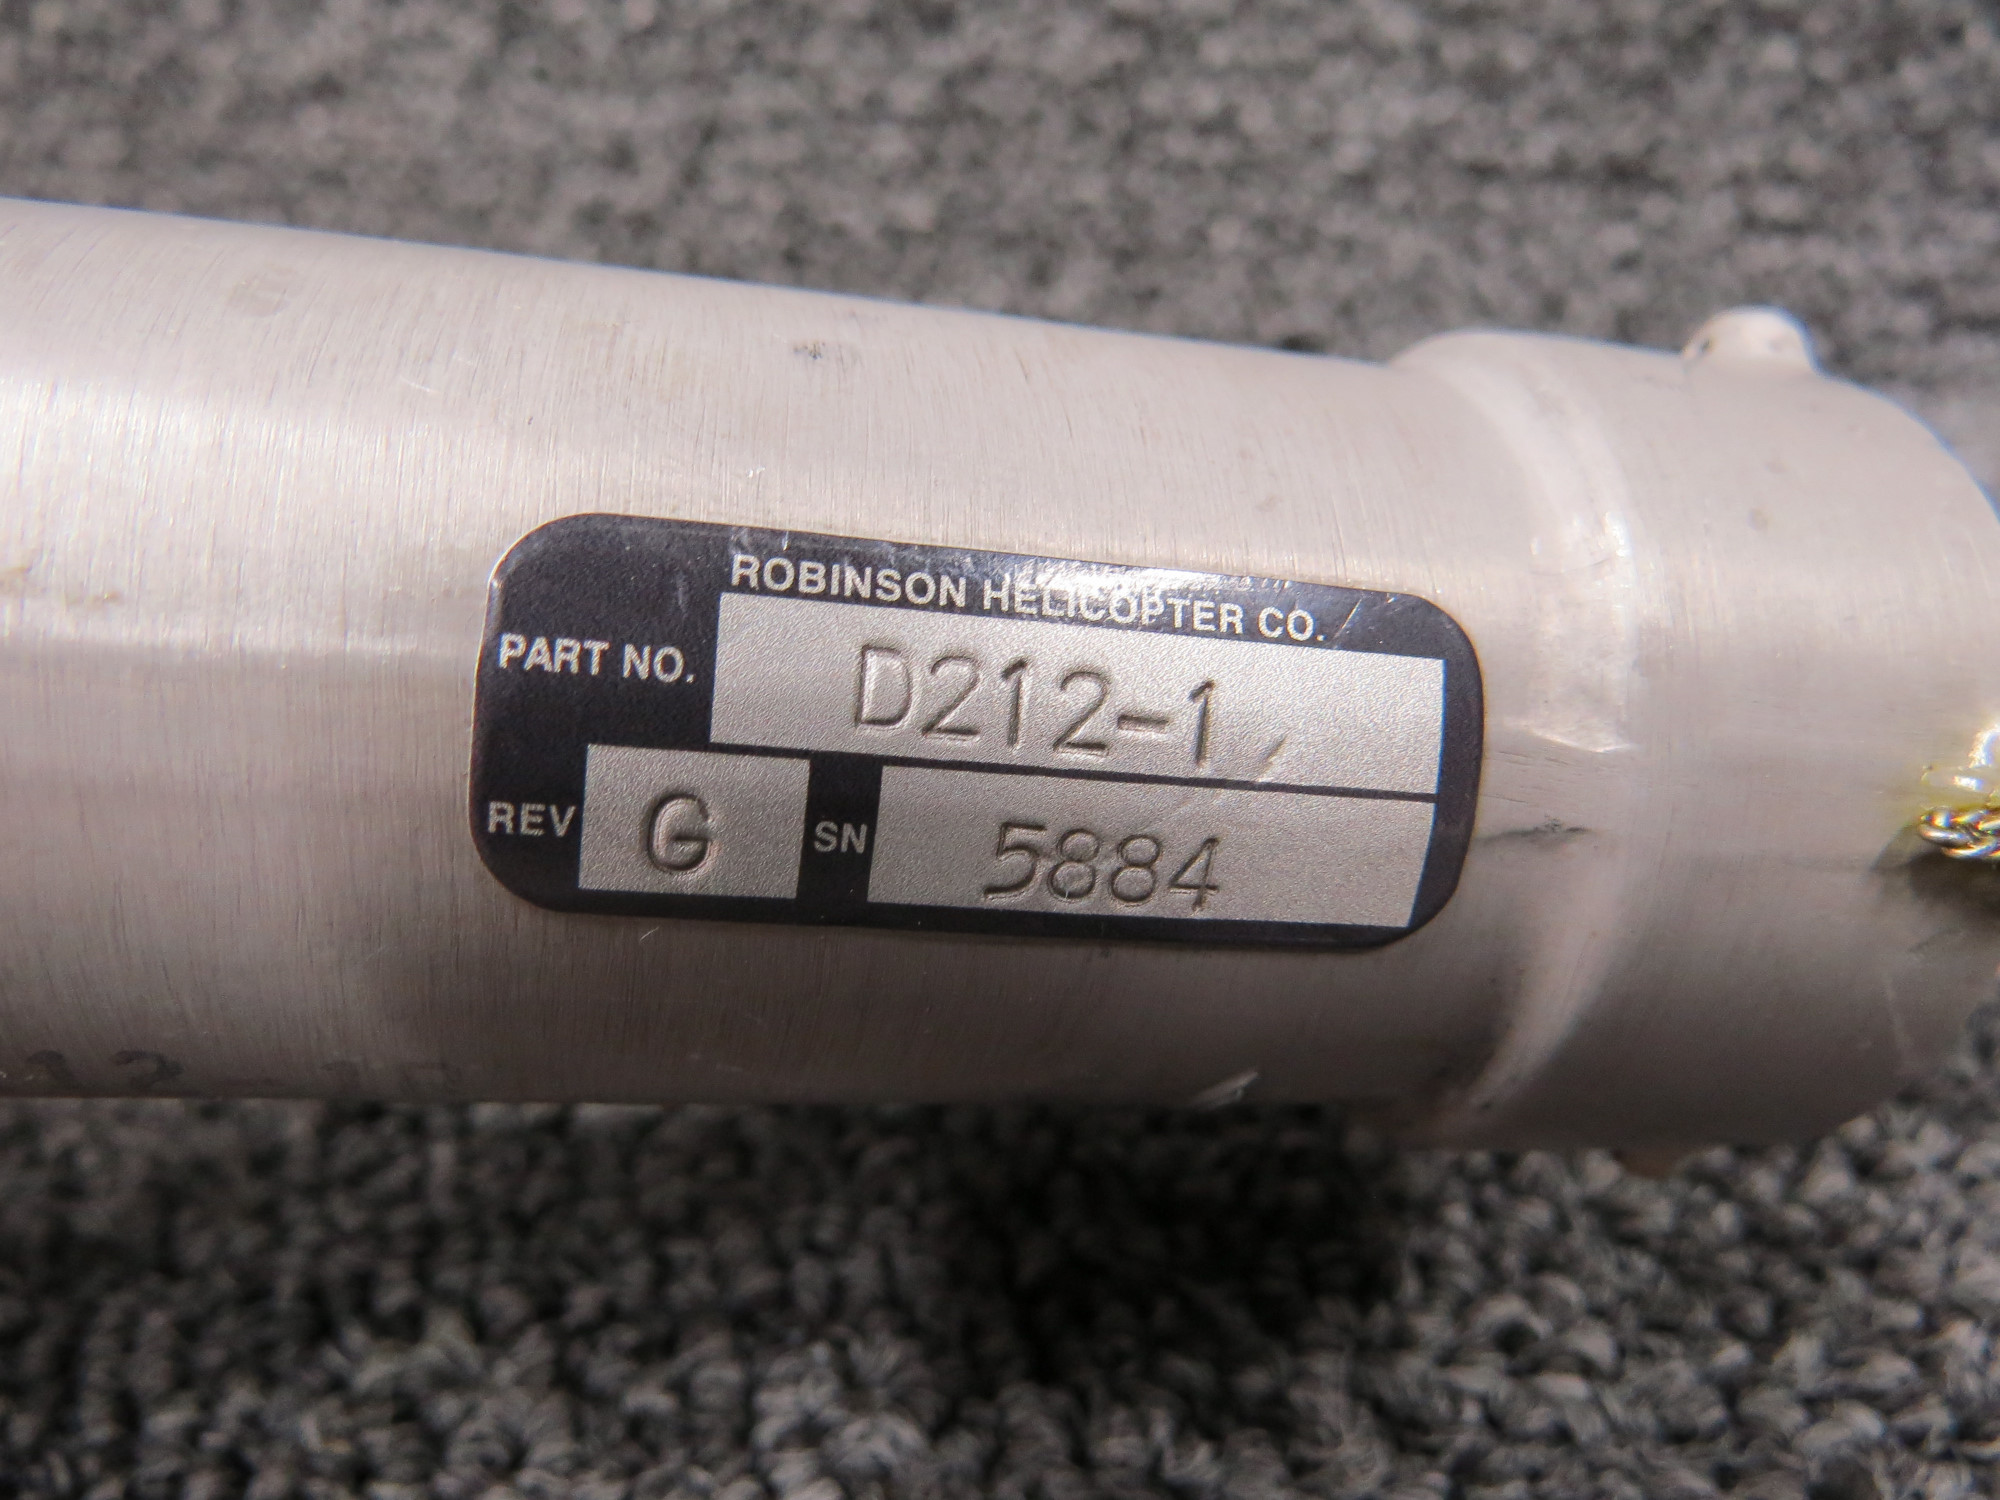 ROBINSON HELICOPTER CO.
PART NO. D212-1
REV G SN 5884